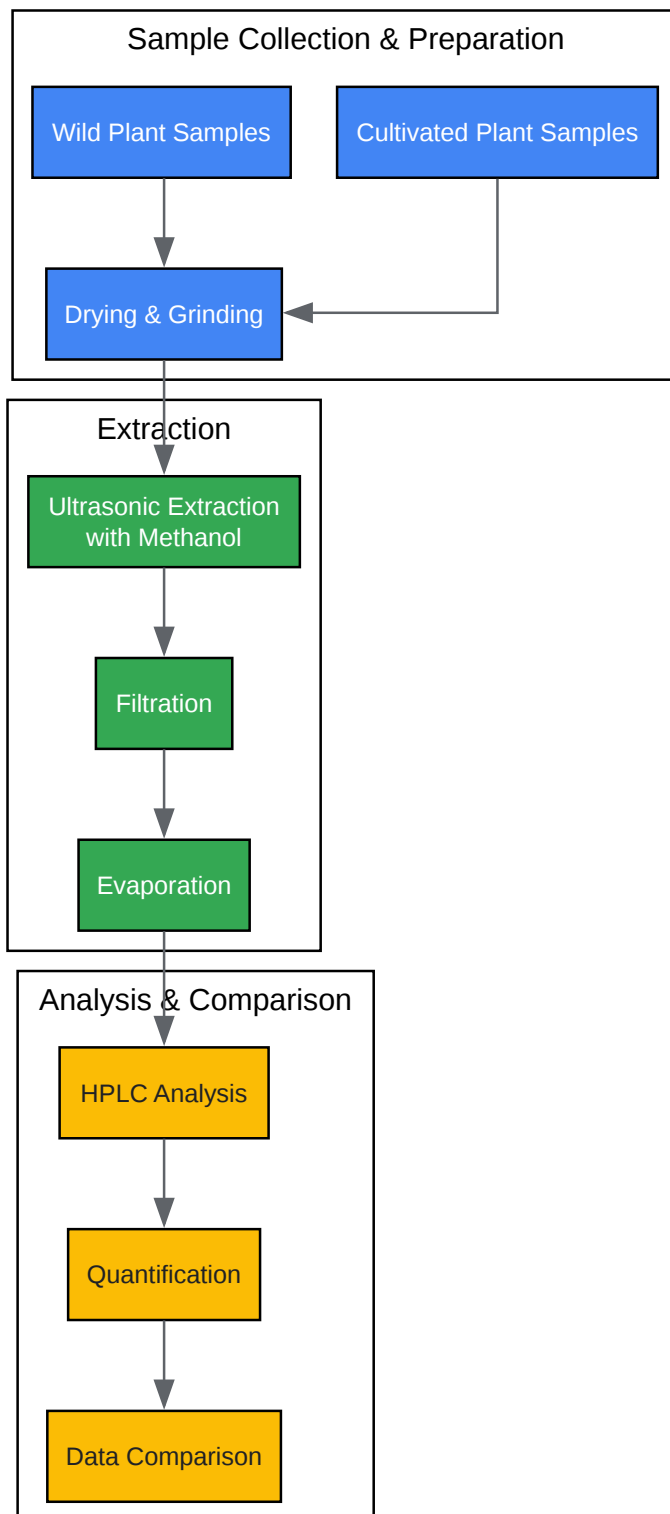 Sample Collection & Preparation
Wild Plant Samples
Cultivated Plant Samples
Drying & Grinding
Extraction
Ultrasonic Extraction
with Methanol
Filtration
Evaporation
Analysis & Comparison
HPLC Analysis
Quantification
Data Comparison